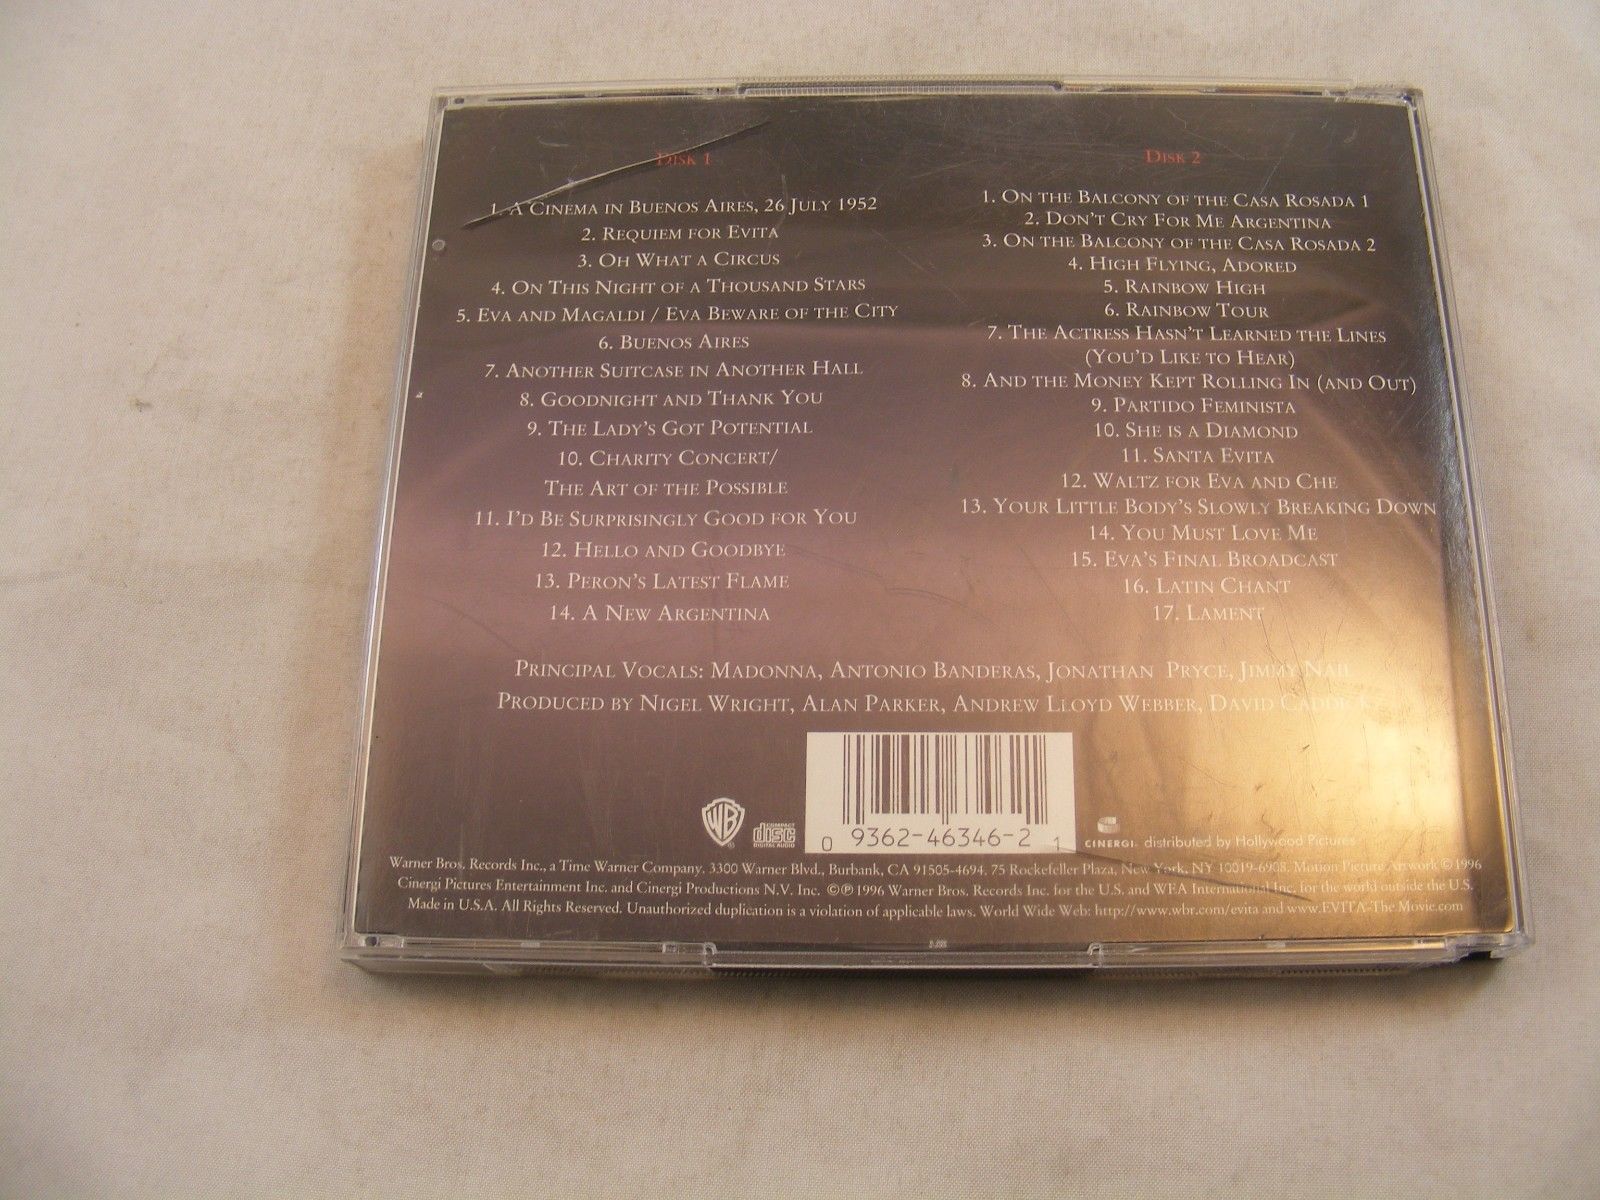 Disk 1
1. A Cinema in Buenos Aires, 26 July 1952
2. Requiem for Evita
3. Oh What a Circus
4. On This Night of a Thousand Stars
5. Eva and Magaldi / Eva Beware of the City
6. Buenos Aires
7. Another Suitcase in Another Hall
8. Goodnight and Thank You
9. The Lady's Got Potential
10. Charity Concert/
The Art of the Possible
11. I'd Be Surprisingly Good for You
12. Hello and Goodbye
13. Peron's Latest Flame
14. A New Argentina
Disk 2
1. On the Balcony of the Casa Rosada 1
2. Don't Cry For Me Argentina
3. On the Balcony of the Casa Rosada 2
4. High Flying, Adored
5. Rainbow High
6. Rainbow Tour
7. The Actress Hasn't Learned the Lines
(You'd Like to Hear)
8. And the Money Kept Rolling In (and Out)
9. Partido Feminista
10. She is a Diamond
11. Santa Evita
12. Waltz for Eva and Che
13. Your Little Body's Slowly Breaking Down
14. You Must Love Me
15. Eva's Final Broadcast
16. Latin Chant
17. Lament
Principal Vocals: Madonna, Antonio Banderas, Jonathan Pryce, Jimmy Nail
Produced by Nigel Wright, Alan Parker, Andrew Lloyd Webber, David Caddick
WB
COMPACT
disc
DIGITAL AUDIO
0 9362-46346-2 1
CINERGI. distributed by Hollywood Pictures
Warner Bros. Records Inc., a Time Warner Company. 3300 Warner Blvd., Burbank, CA 91505-4694. 75 Rockefeller Plaza, New York, NY 10019-6908. Motion Picture Artwork ©1996
Cinergi Pictures Entertainment Inc. and Cinergi Productions N.V. Inc. ©℗ 1996 Warner Bros. Records Inc. for the U.S. and WEA International Inc. for the world outside the U.S.
Made in U.S.A. All Rights Reserved. Unauthorized duplication is a violation of applicable laws. World Wide Web: http://www.wbr.com/evita and www.EVITA-The.Movie.com